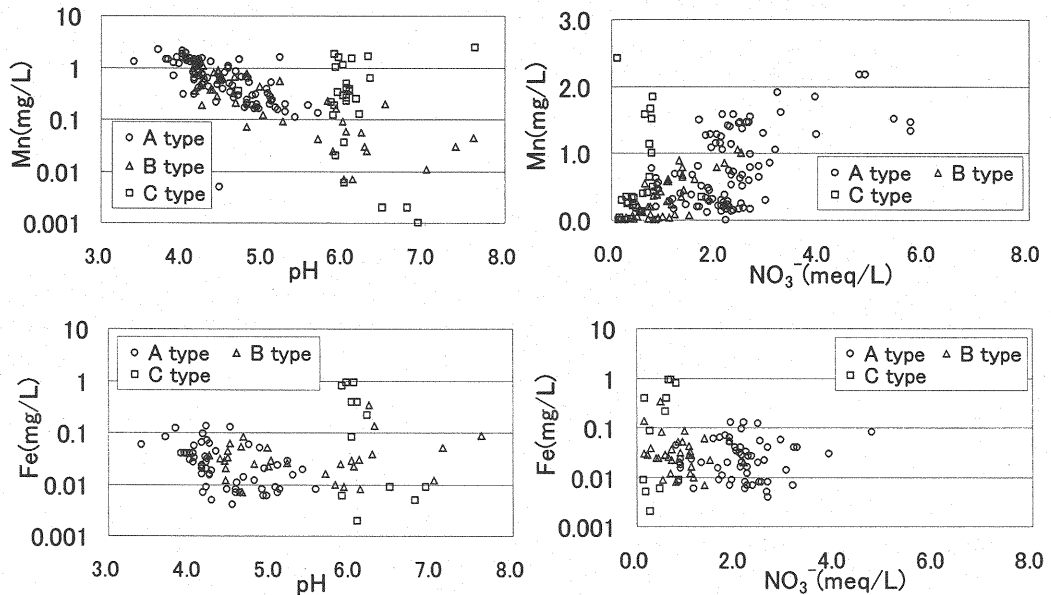 10
1
0.1
0.01
0.001
Mn(mg/L)
A type
B type
C type
3.0 4.0 5.0 6.0 7.0 8.0
pH
3.0
2.0
1.0
0.0
Mn(mg/L)
A type B type
C type
0.0 2.0 4.0 6.0 8.0
NO₃⁻(meq/L)
10
1
0.1
0.01
0.001
Fe(mg/L)
A type B type
C type
3.0 4.0 5.0 6.0 7.0 8.0
pH
10
1
0.1
0.01
0.001
Fe(mg/L)
A type B type
C type
0.0 2.0 4.0 6.0 8.0
NO₃⁻(meq/L)